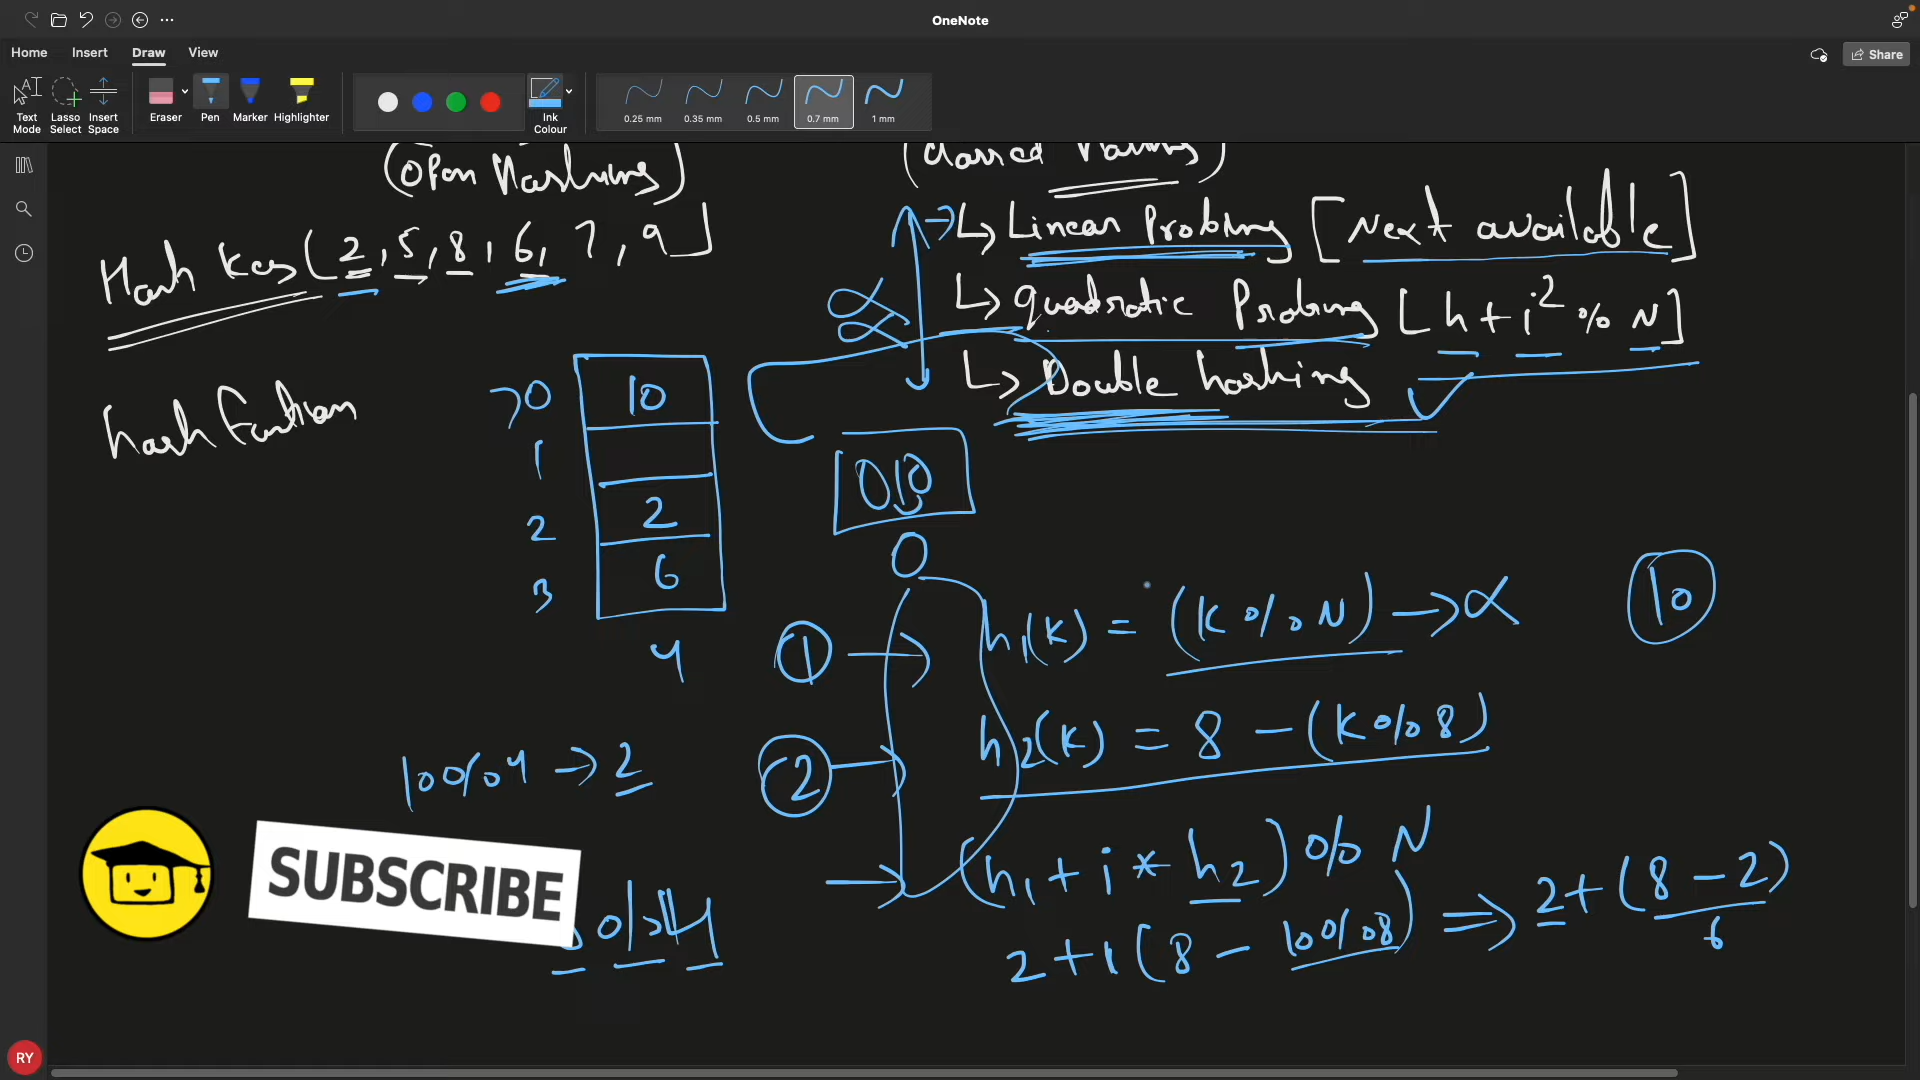 OneNote
Home Insert Draw View
Share
Text Mode
Lasso Select
Insert Space
Eraser
Pen
Marker
Highlighter
Ink Colour
0.25 mm
0.35 mm
0.5 mm
0.7 mm
1 mm
(Open Hashing)
Hash Keys (2, 5, 8, 6, 7, 9]
↳ Linear Probing [Next available]
↳ quadratic Probing [h + i² % N]
↳ Double hashing
hash Function
0 10
1
2 2
3 6
4
0
10
① → h₁(K) = (K % N) → α
② → h₂(K) = 8 - (K % 8)
10 % 4 → 2
→ (h₁ + i * h₂) % N
2 + 1 (8 - 10 % 8) ⇒ 2 + (8 - 2)
6
SUBSCRIBE
RY